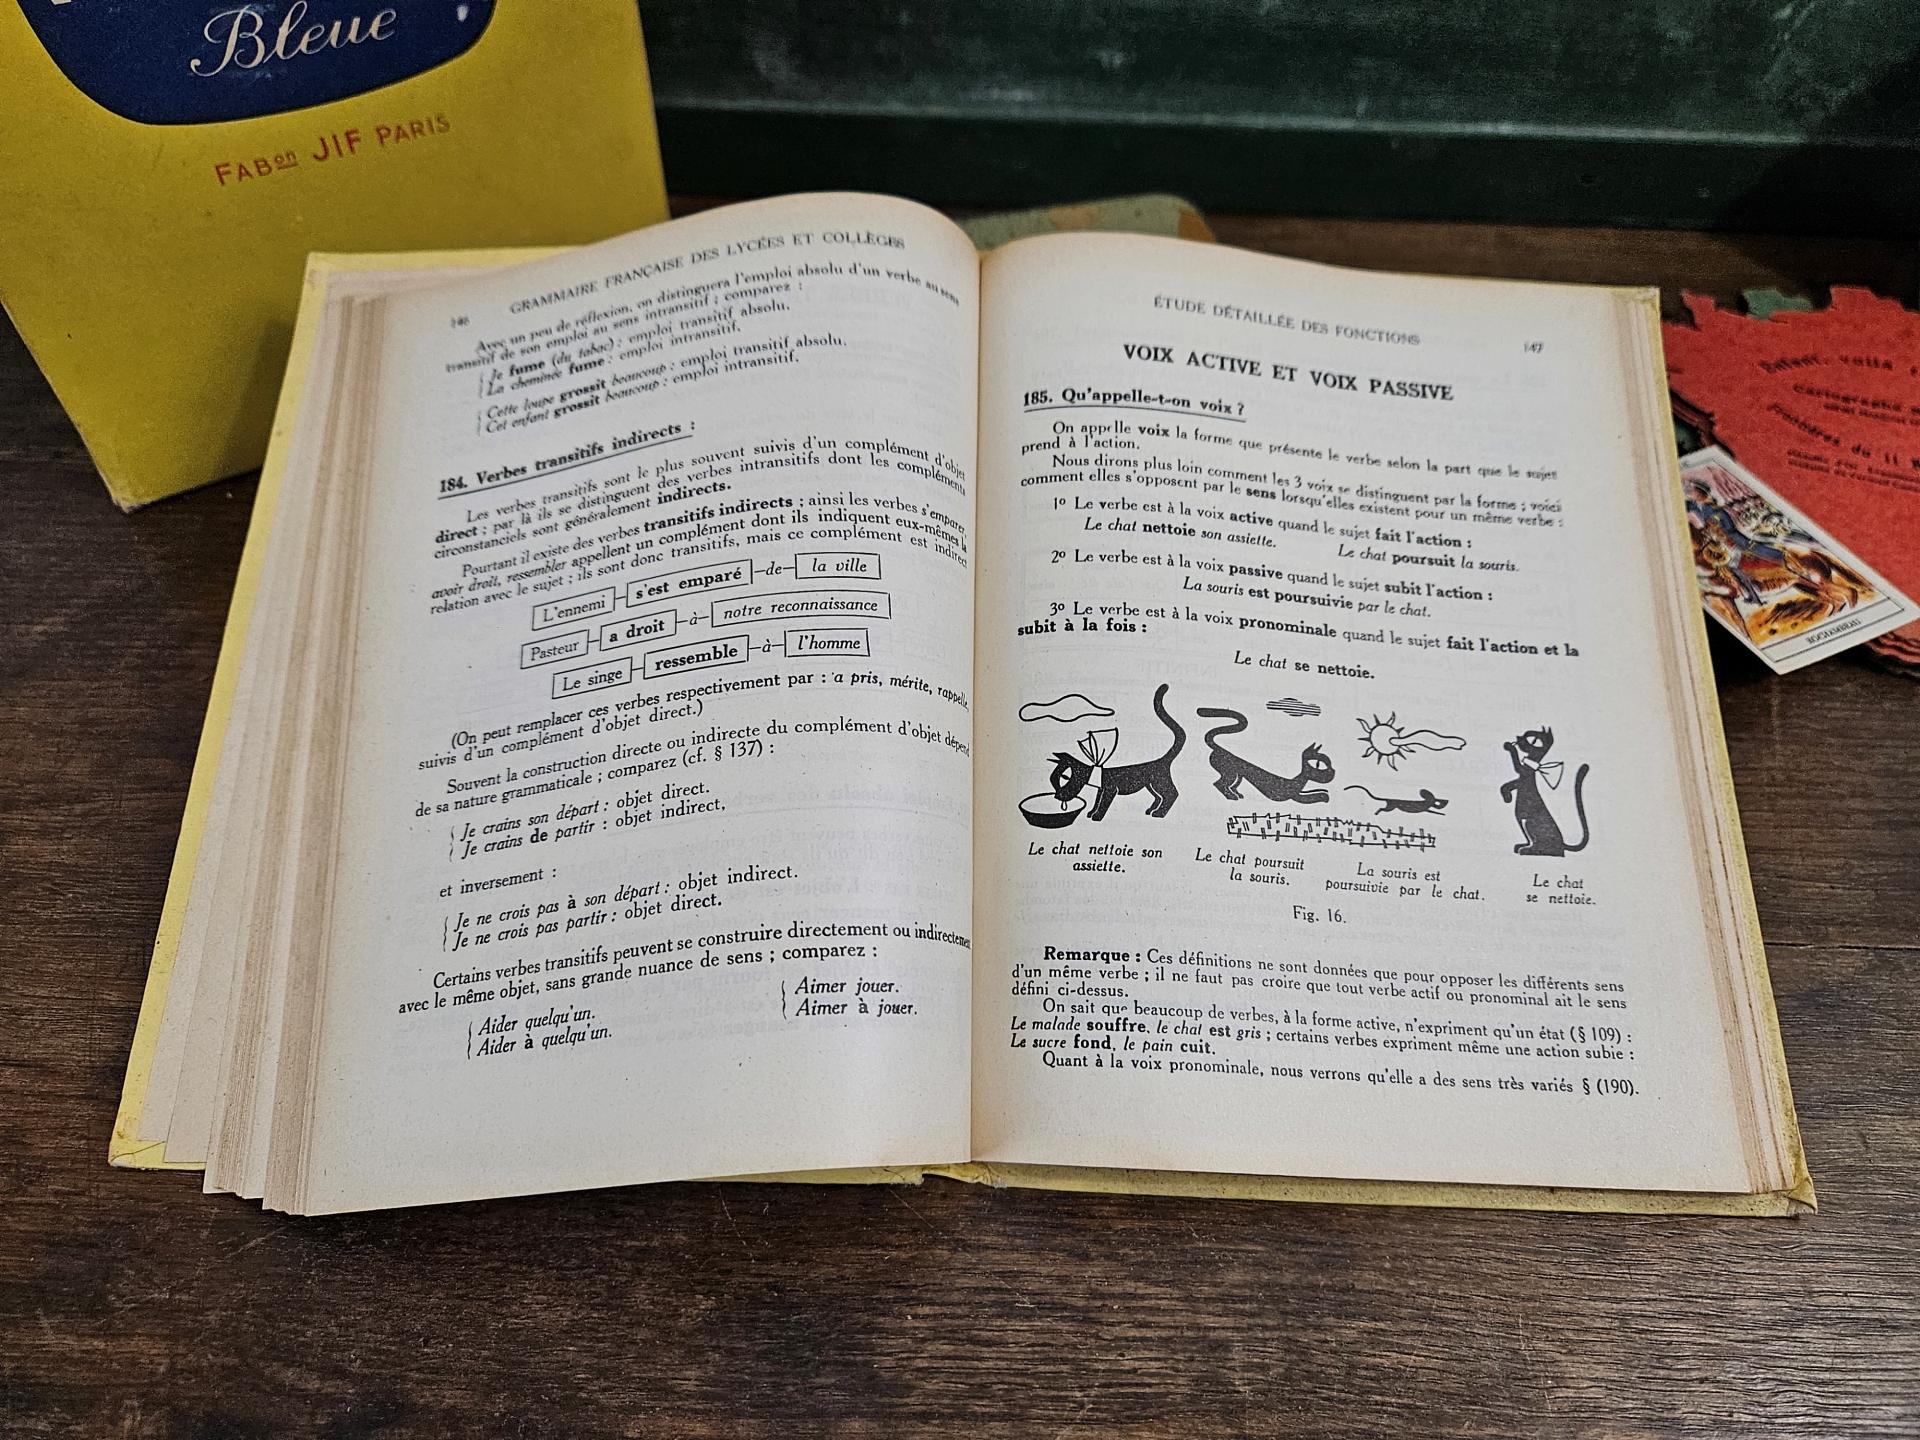 Bleue
FABon JIF PARIS
146
GRAMMAIRE FRANÇAISE DES LYCÉES ET COLLÈGES
Avec un peu de réflexion, on distinguera l'emploi absolu d'un verbe au sens
transitif de son emploi au sens intransitif ; comparez :
Je fume (du tabac) : emploi transitif absolu.
La cheminée fume : emploi intransitif.
Cette loupe grossit beaucoup : emploi transitif absolu.
Cet enfant grossit beaucoup : emploi intransitif.
184. Verbes transitifs indirects :
Les verbes transitifs sont le plus souvent suivis d'un complément d'objet
direct ; par là ils se distinguent des verbes intransitifs dont les compléments
circonstanciels sont généralement indirects.
Pourtant il existe des verbes transitifs indirects ; ainsi les verbes s'emparer,
avoir droit, ressembler appellent un complément dont ils indiquent eux-mêmes la
relation avec le sujet ; ils sont donc transitifs, mais ce complément est indirect
L'ennemi s'est emparé de la ville
Pasteur a droit à notre reconnaissance
Le singe ressemble à l'homme
(On peut remplacer ces verbes respectivement par : a pris, mérite, rappelle,
suivis d'un complément d'objet direct.)
Souvent la construction directe ou indirecte du complément d'objet dépend
de sa nature grammaticale ; comparez (cf. § 137) :
Je crains son départ : objet direct.
Je crains de partir : objet indirect,
et inversement :
Je ne crois pas à son départ : objet indirect.
Je ne crois pas partir : objet direct.
Certains verbes transitifs peuvent se construire directement ou indirectement
avec le même objet, sans grande nuance de sens ; comparez :
Aider quelqu'un. Aimer jouer.
Aider à quelqu'un. Aimer à jouer.
ÉTUDE DÉTAILLÉE DES FONCTIONS
147
VOIX ACTIVE ET VOIX PASSIVE
185. Qu'appelle-t-on voix ?
On appelle voix la forme que présente le verbe selon la part que le sujet
prend à l'action.
Nous dirons plus loin comment les 3 voix se distinguent par la forme ; voici
comment elles s'opposent par le sens lorsqu'elles existent pour un même verbe :
1º Le verbe est à la voix active quand le sujet fait l'action :
Le chat nettoie son assiette. Le chat poursuit la souris.
2º Le verbe est à la voix passive quand le sujet subit l'action :
La souris est poursuivie par le chat.
3º Le verbe est à la voix pronominale quand le sujet fait l'action et la
subit à la fois :
Le chat se nettoie.
Le chat nettoie son
assiette.
Le chat poursuit
la souris.
La souris est
poursuivie par le chat.
Le chat
se nettoie.
Fig. 16.
Remarque : Ces définitions ne sont données que pour opposer les différents sens
d'un même verbe ; il ne faut pas croire que tout verbe actif ou pronominal ait le sens
défini ci-dessus.
On sait que beaucoup de verbes, à la forme active, n'expriment qu'un état (§ 109) :
Le malade souffre, le chat est gris ; certains verbes expriment même une action subie :
Le sucre fond, le pain cuit.
Quant à la voix pronominale, nous verrons qu'elle a des sens très variés § (190).
voilà
ROCHAMBEAU